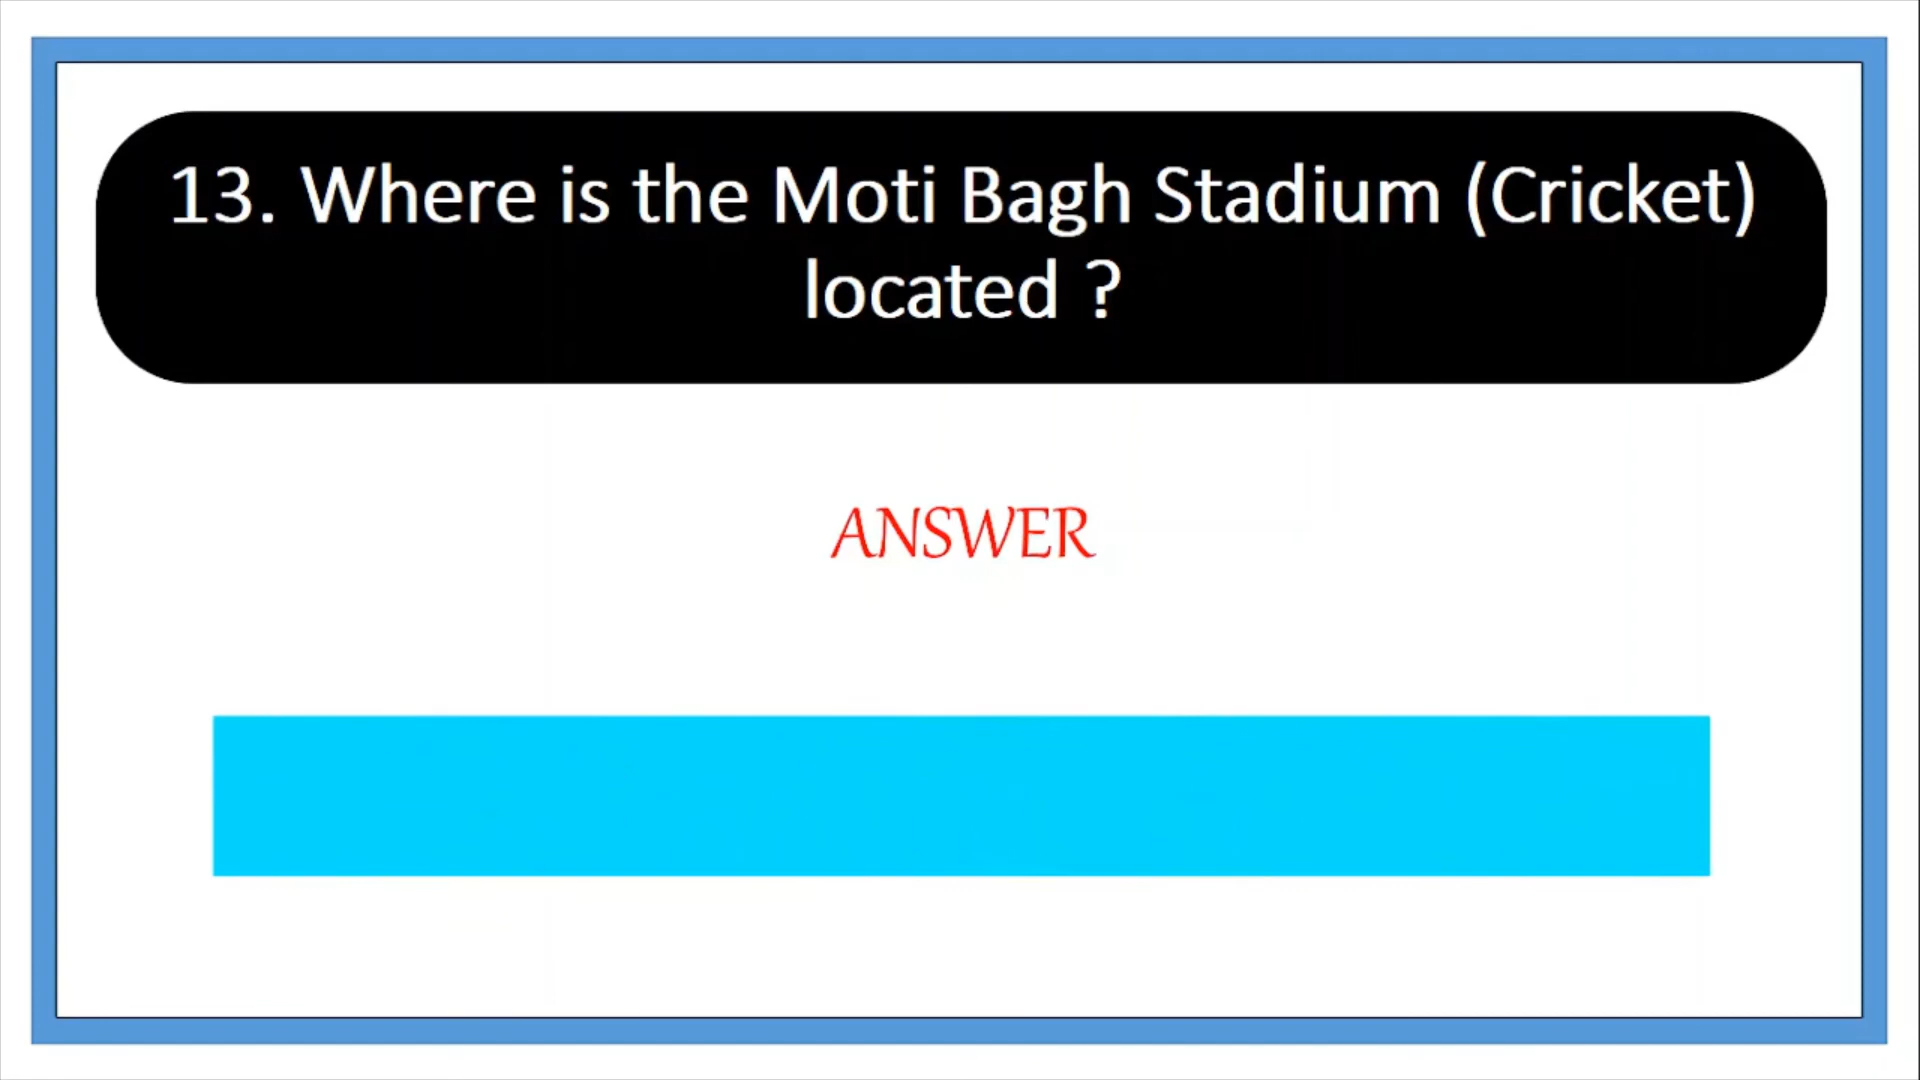 13. Where is the Moti Bagh Stadium (Cricket)
located ?
ANSWER